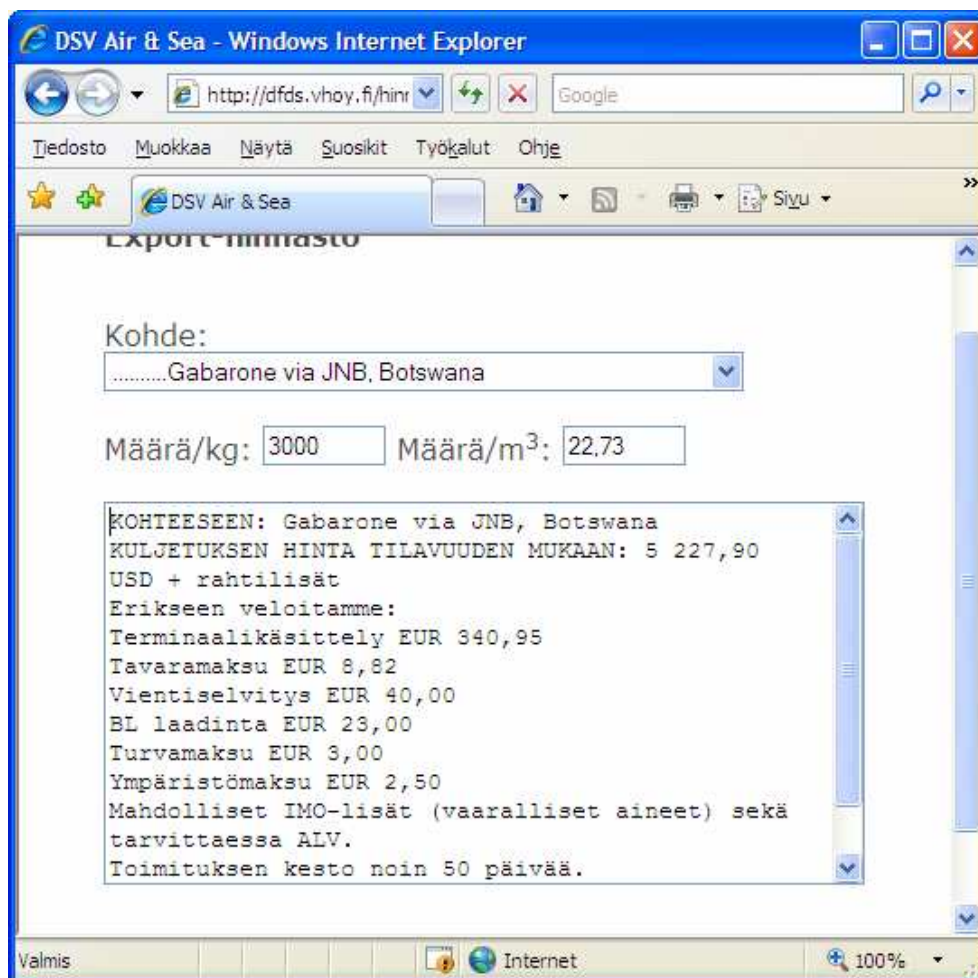 DSV Air & Sea - Windows Internet Explorer
http://dfds.vhoy.fi/hinr
Google
Tiedosto Muokkaa Näytä Suosikit Työkalut Ohje
DSV Air & Sea
Sivu
Export-hinnasto
Kohde:
..........Gabarone via JNB, Botswana
Määrä/kg: 3000 Määrä/m³: 22,73
KOHTEESEEN: Gabarone via JNB, Botswana
KULJETUKSEN HINTA TILAVUUDEN MUKAAN: 5 227,90
USD + rahtilisät
Erikseen veloitamme:
Terminaalikäsittely EUR 340,95
Tavaramaksu EUR 8,82
Vientiselvitys EUR 40,00
BL laadinta EUR 23,00
Turvamaksu EUR 3,00
Ympäristömaksu EUR 2,50
Mahdolliset IMO-lisät (vaaralliset aineet) sekä
tarvittaessa ALV.
Toimituksen kesto noin 50 päivää.
Valmis Internet 100%